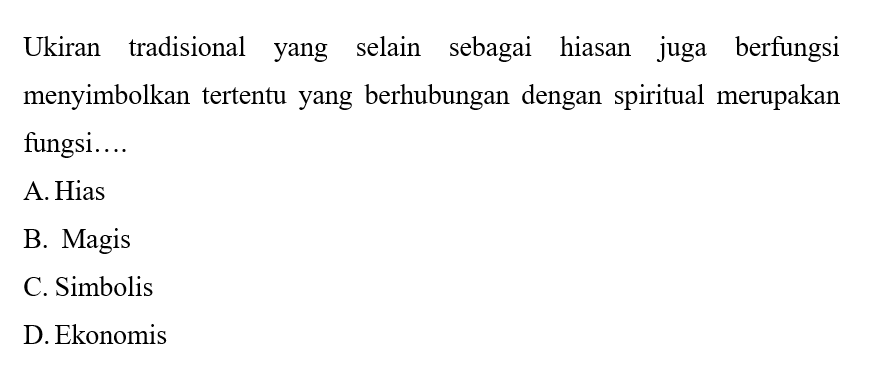 Ukiran tradisional yang selain sebagai hiasan juga berfungsi
menyimbolkan tertentu yang berhubungan dengan spiritual merupakan
fungsi….
A. Hias
B. Magis
C. Simbolis
D. Ekonomis